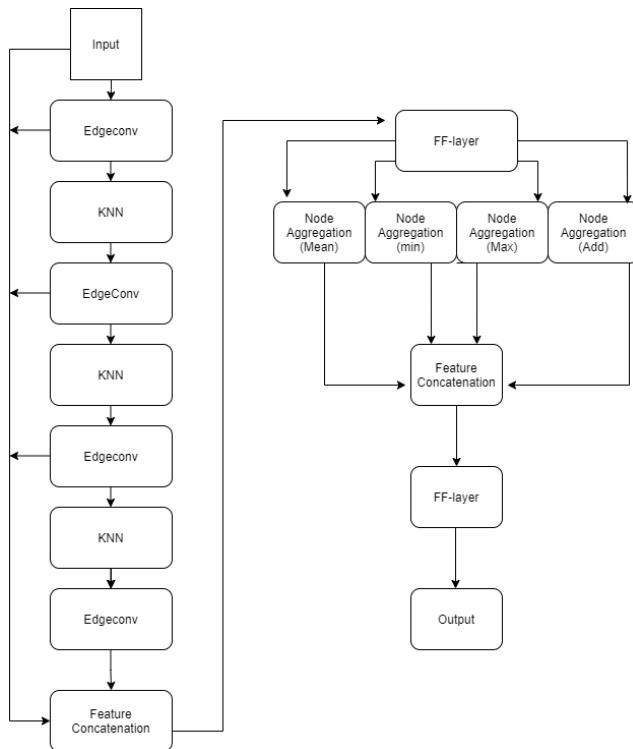 Input
Edgeconv
KNN
EdgeConv
KNN
Edgeconv
KNN
Edgeconv
Feature
Concatenation
FF-layer
Node
Aggregation
(Mean)
Node
Aggregation
(min)
Node
Aggregation
(Max)
Node
Aggregation
(Add)
Feature
Concatenation
FF-layer
Output